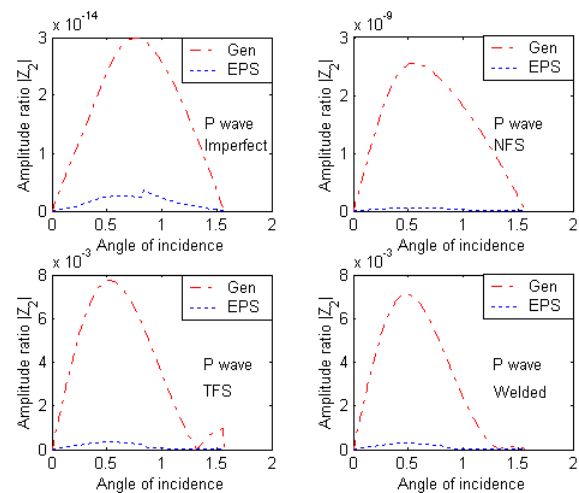 x 10^-14
3
2
1
0
Amplitude ratio |Z_2|
Gen
EPS
P wave
Imperfect
0 0.5 1 1.5 2
Angle of incidence
x 10^-9
3
2
1
0
Amplitude ratio |Z_2|
Gen
EPS
P wave
NFS
0 0.5 1 1.5 2
Angle of incidence
x 10^-3
8
6
4
2
0
Amplitude ratio |Z_2|
Gen
EPS
P wave
TFS
0 0.5 1 1.5 2
Angle of incidence
x 10^-3
8
6
4
2
0
Amplitude ratio |Z_2|
Gen
EPS
P wave
Welded
0 0.5 1 1.5 2
Angle of incidence